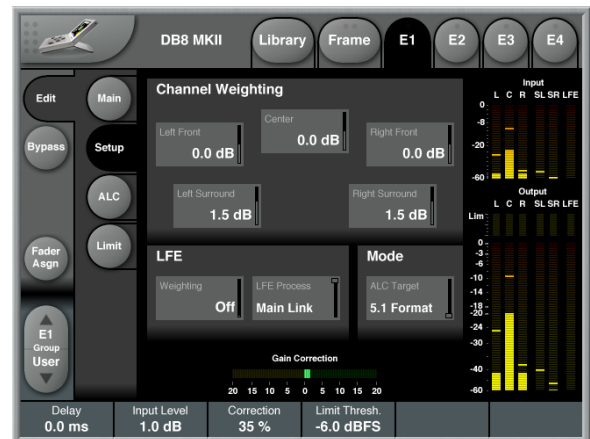 DB8 MKII
Library
Frame
E1
E2
E3
E4
Edit
Main
Bypass
Setup
ALC
Fader
Asgn
Limit
E1
Group
User
Channel Weighting
Left Front
0.0 dB
Center
0.0 dB
Right Front
0.0 dB
Left Surround
1.5 dB
Right Surround
1.5 dB
LFE
Weighting
Off
LFE Process
Main Link
Mode
ALC Target
5.1 Format
Gain Correction
20 15 10 5 0 5 10 15 20
Input
L C R SL SR LFE
0
-8
-20
-60
Output
L C R SL SR LFE
Lim
0
-3
-6
-10
-14
-18
-20
-24
-30
-40
-60
Delay
0.0 ms
Input Level
1.0 dB
Correction
35 %
Limit Thresh.
-6.0 dBFS